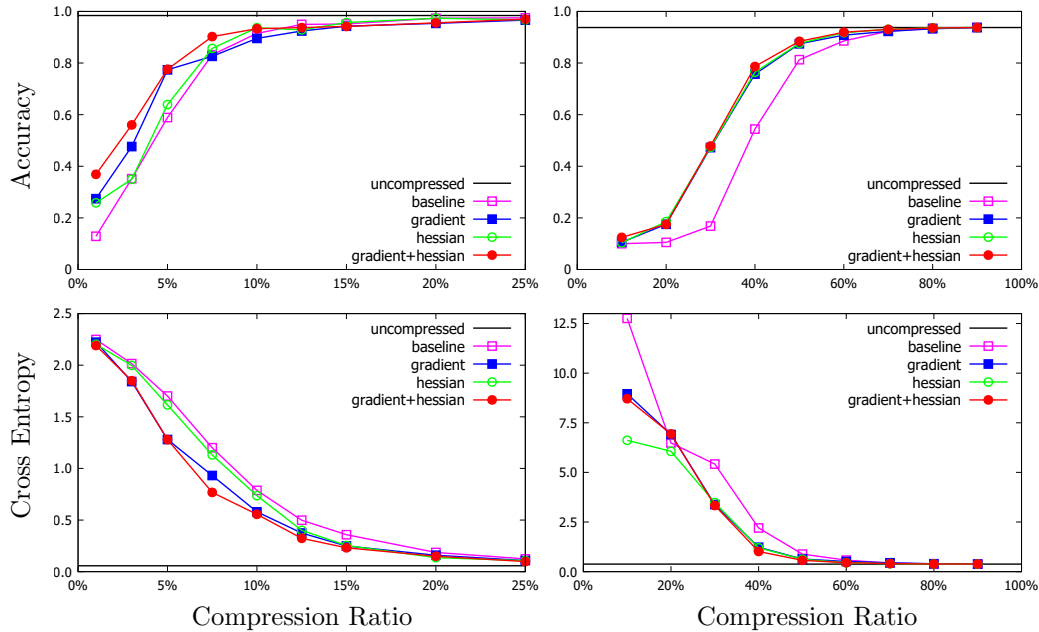 Accuracy
1.0
0.8
0.6
0.4
0.2
0
uncompressed
baseline
gradient
hessian
gradient+hessian
0% 5% 10% 15% 20% 25%
1.0
0.8
0.6
0.4
0.2
0
uncompressed
baseline
gradient
hessian
gradient+hessian
0% 20% 40% 60% 80% 100%
Cross Entropy
2.5
2.0
1.5
1.0
0.5
0.0
uncompressed
baseline
gradient
hessian
gradient+hessian
0% 5% 10% 15% 20% 25%
Compression Ratio
12.5
10.0
7.5
5.0
2.5
0.0
uncompressed
baseline
gradient
hessian
gradient+hessian
0% 20% 40% 60% 80% 100%
Compression Ratio